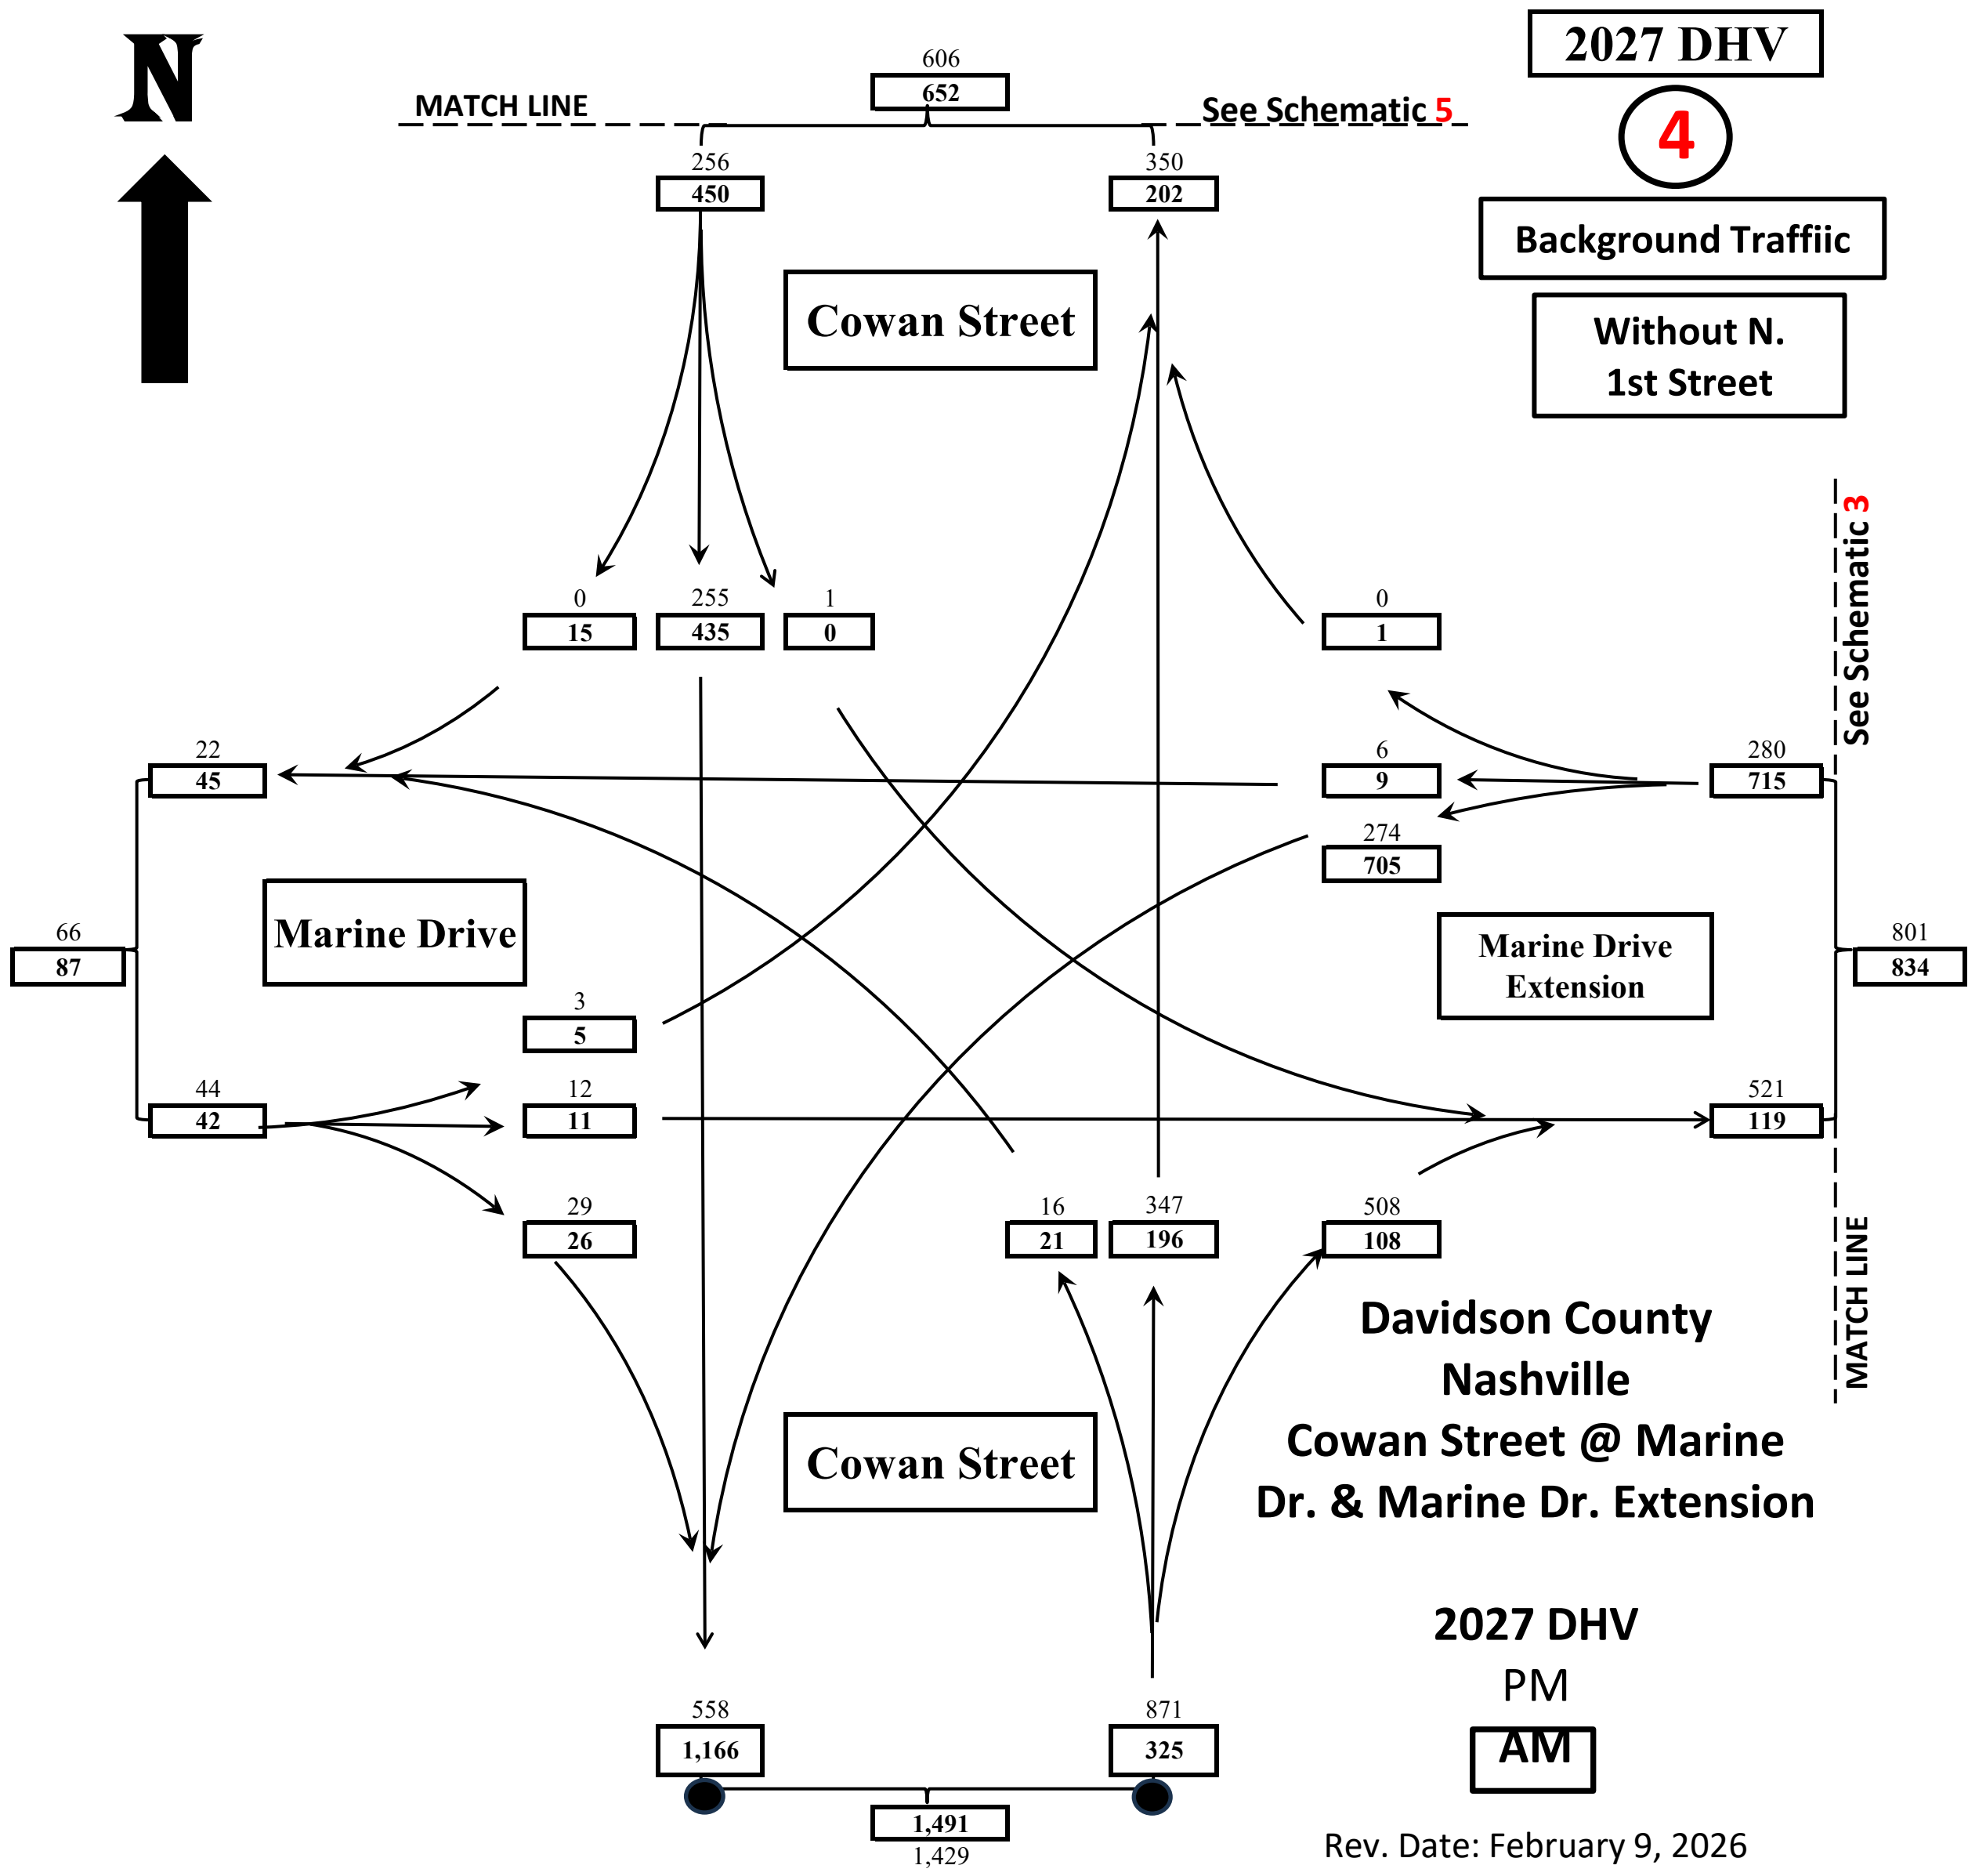 N
606
652
2027 DHV
MATCH LINE
See Schematic 5
4
256
450
350
202
Background Traffiic
Cowan Street
Without N.
1st Street
See Schematic 3
0
15
255
435
1
0
0
1
22
45
6
9
280
715
274
705
66
87
Marine Drive
Marine Drive
Extension
801
834
3
5
44
42
12
11
521
119
29
26
16
21
347
196
508
108
MATCH LINE
Davidson County
Nashville
Cowan Street @ Marine
Dr. & Marine Dr. Extension
Cowan Street
2027 DHV
PM
AM
558
1,166
871
325
1,491
1,429
Rev. Date: February 9, 2026